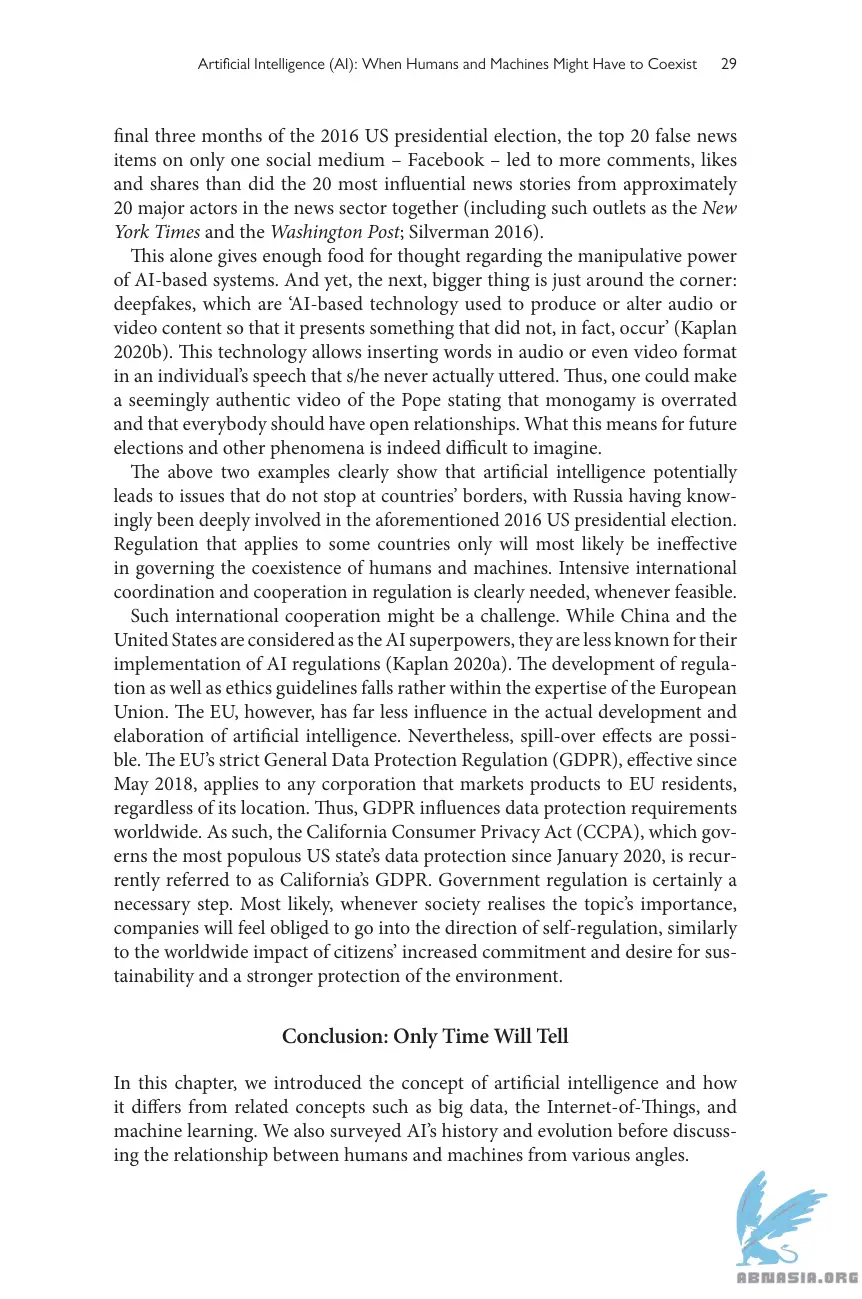 Artificial Intelligence (AI): When Humans and Machines Might Have to Coexist 29
final three months of the 2016 US presidential election, the top 20 false news
items on only one social medium – Facebook – led to more comments, likes
and shares than did the 20 most influential news stories from approximately
20 major actors in the news sector together (including such outlets as the New
York Times and the Washington Post; Silverman 2016).
This alone gives enough food for thought regarding the manipulative power
of AI-based systems. And yet, the next, bigger thing is just around the corner:
deepfakes, which are ‘AI-based technology used to produce or alter audio or
video content so that it presents something that did not, in fact, occur’ (Kaplan
2020b). This technology allows inserting words in audio or even video format
in an individual’s speech that s/he never actually uttered. Thus, one could make
a seemingly authentic video of the Pope stating that monogamy is overrated
and that everybody should have open relationships. What this means for future
elections and other phenomena is indeed difficult to imagine.
The above two examples clearly show that artificial intelligence potentially
leads to issues that do not stop at countries’ borders, with Russia having know-
ingly been deeply involved in the aforementioned 2016 US presidential election.
Regulation that applies to some countries only will most likely be ineffective
in governing the coexistence of humans and machines. Intensive international
coordination and cooperation in regulation is clearly needed, whenever feasible.
Such international cooperation might be a challenge. While China and the
United States are considered as the AI superpowers, they are less known for their
implementation of AI regulations (Kaplan 2020a). The development of regula-
tion as well as ethics guidelines falls rather within the expertise of the European
Union. The EU, however, has far less influence in the actual development and
elaboration of artificial intelligence. Nevertheless, spill-over effects are possi-
ble. The EU’s strict General Data Protection Regulation (GDPR), effective since
May 2018, applies to any corporation that markets products to EU residents,
regardless of its location. Thus, GDPR influences data protection requirements
worldwide. As such, the California Consumer Privacy Act (CCPA), which gov-
erns the most populous US state’s data protection since January 2020, is recur-
rently referred to as California’s GDPR. Government regulation is certainly a
necessary step. Most likely, whenever society realises the topic’s importance,
companies will feel obliged to go into the direction of self-regulation, similarly
to the worldwide impact of citizens’ increased commitment and desire for sus-
tainability and a stronger protection of the environment.
Conclusion: Only Time Will Tell
In this chapter, we introduced the concept of artificial intelligence and how
it differs from related concepts such as big data, the Internet-of-Things, and
machine learning. We also surveyed AI’s history and evolution before discuss-
ing the relationship between humans and machines from various angles.
ABNASIA.ORG